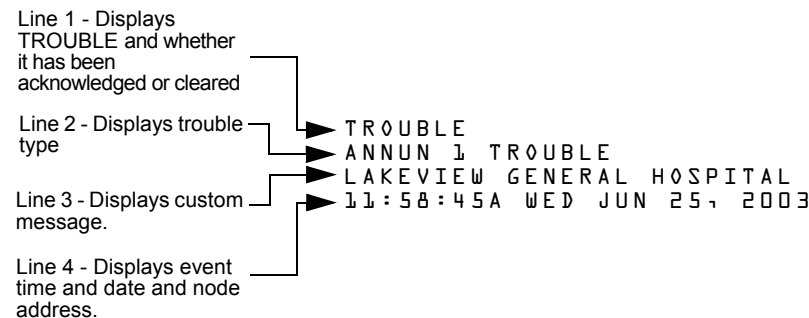 Line 1 - Displays
TROUBLE and whether
it has been
acknowledged or cleared
Line 2 - Displays trouble
type
Line 3 - Displays custom
message.
Line 4 - Displays event
time and date and node
address.
TROUBLE
ANNUN 1 TROUBLE
LAKEVIEW GENERAL HOSPITAL
11:58:45A WED JUN 25, 2003